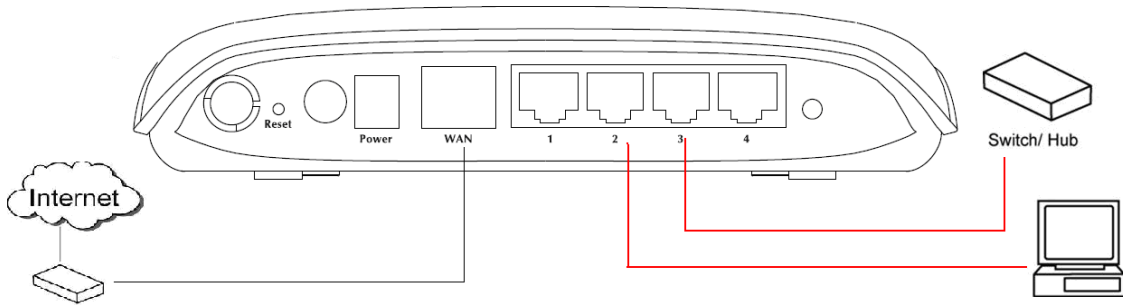 Reset
Power
WAN
1
2
3
4
Switch/ Hub
Internet